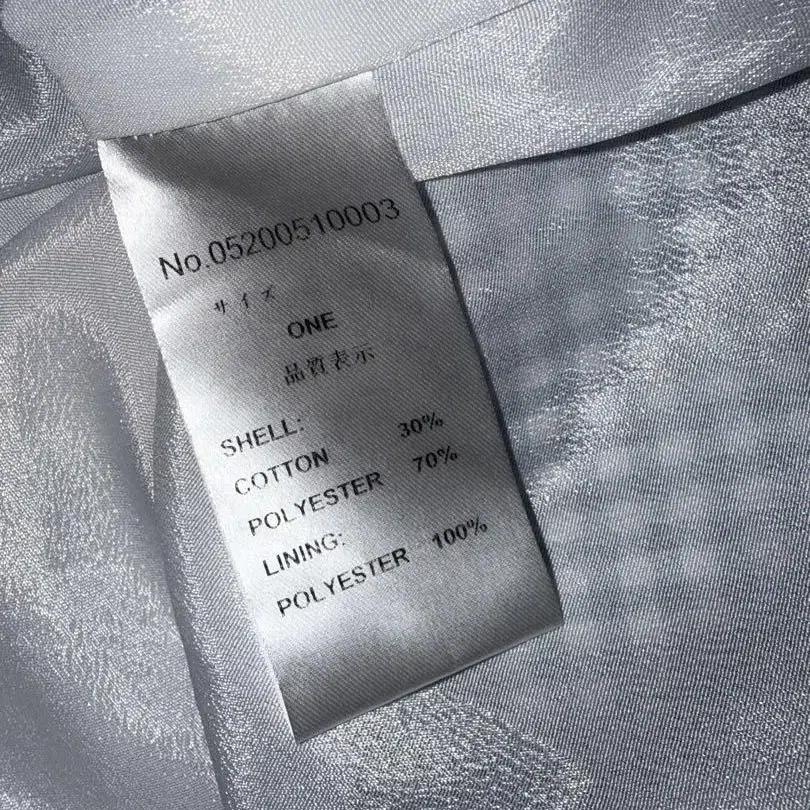 No.05200510003
サイズ
ONE
品質表示
SHELL:
COTTON 30%
POLYESTER 70%
LINING:
POLYESTER 100%